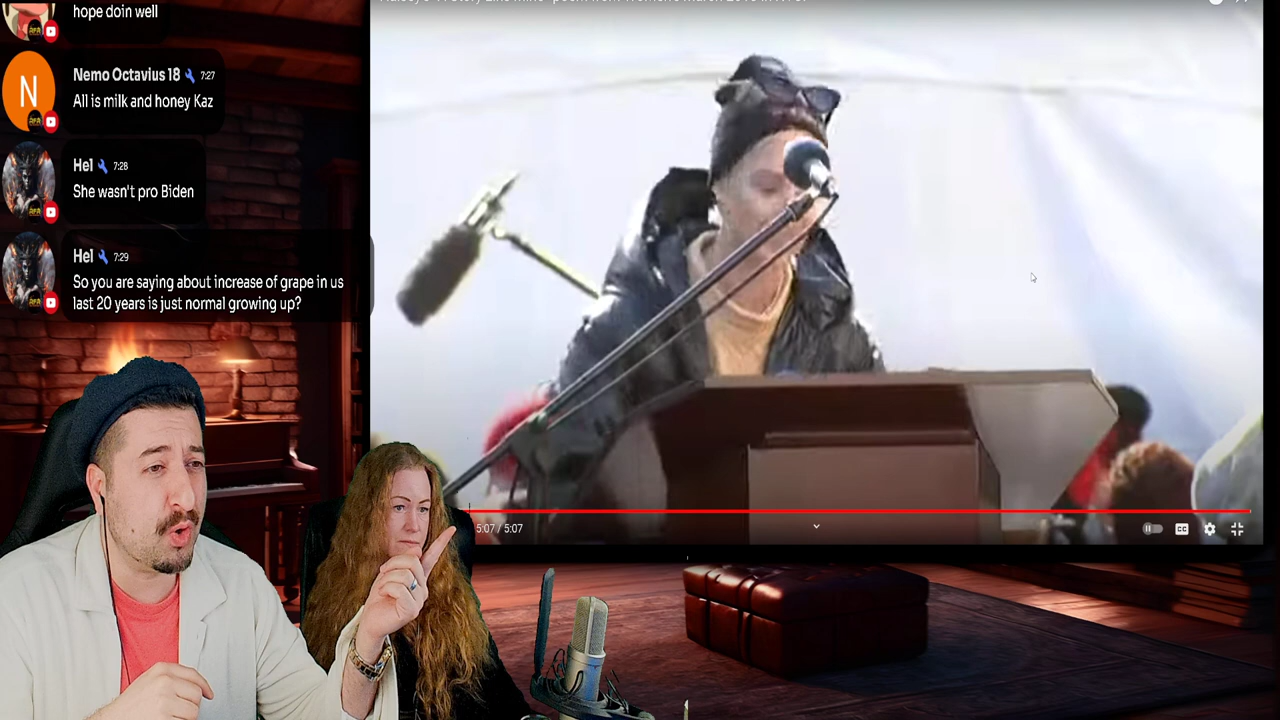 hope doin well
Nemo Octavius 18 7:27
All is milk and honey Kaz
Hel 7:28
She wasn't pro Biden
Hel 7:29
So you are saying about increase of grape in us
last 20 years is just normal growing up?
N
5:07 / 5:07
CC